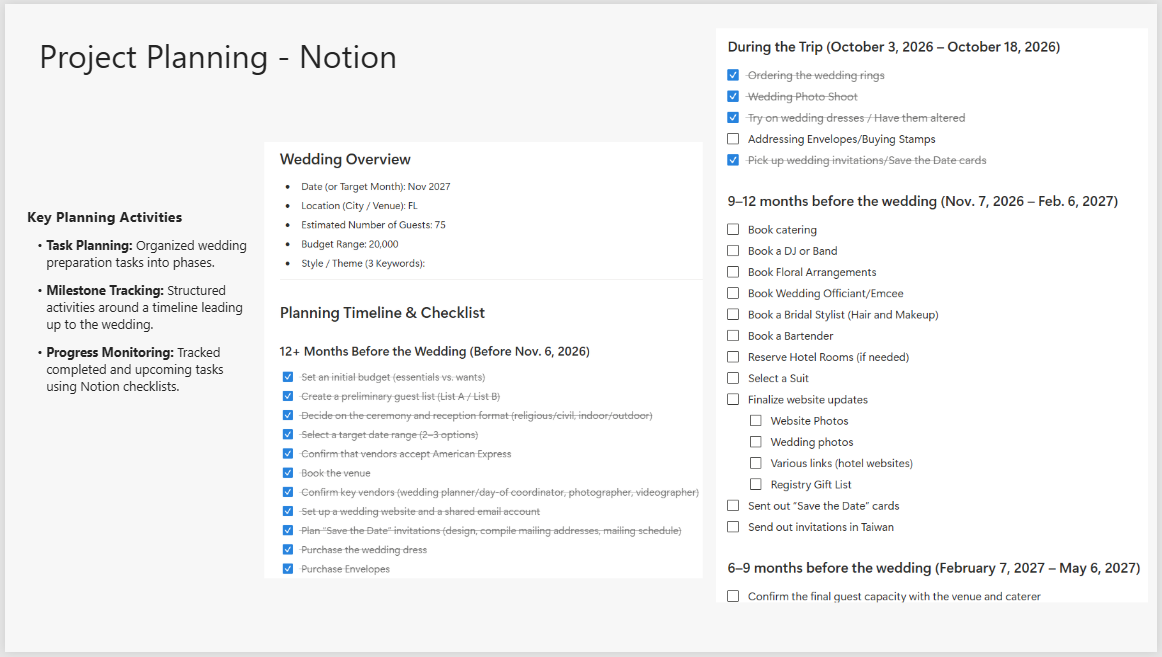 Project Planning - Notion
Key Planning Activities
• Task Planning: Organized wedding
preparation tasks into phases.
• Milestone Tracking: Structured
activities around a timeline leading
up to the wedding.
• Progress Monitoring: Tracked
completed and upcoming tasks
using Notion checklists.
Wedding Overview
• Date (or Target Month): Nov 2027
• Location (City / Venue): FL
• Estimated Number of Guests: 75
• Budget Range: 20,000
• Style / Theme (3 Keywords):
Planning Timeline & Checklist
12+ Months Before the Wedding (Before Nov. 6, 2026)
Set an initial budget (essentials vs. wants)
Create a preliminary guest list (List A / List B)
Decide on the ceremony and reception format (religious/civil, indoor/outdoor)
Select a target date range (2–3 options)
Confirm that vendors accept American Express
Book the venue
Confirm key vendors (wedding planner/day-of coordinator, photographer, videographer)
Set up a wedding website and a shared email account
Plan “Save the Date” invitations (design, compile mailing addresses, mailing schedule)
Purchase the wedding dress
Purchase Envelopes
During the Trip (October 3, 2026 – October 18, 2026)
Ordering the wedding rings
Wedding Photo Shoot
Try on wedding dresses / Have them altered
Addressing Envelopes/Buying Stamps
Pick up wedding invitations/Save the Date cards
9–12 months before the wedding (Nov. 7, 2026 – Feb. 6, 2027)
Book catering
Book a DJ or Band
Book Floral Arrangements
Book Wedding Officiant/Emcee
Book a Bridal Stylist (Hair and Makeup)
Book a Bartender
Reserve Hotel Rooms (if needed)
Select a Suit
Finalize website updates
Website Photos
Wedding photos
Various links (hotel websites)
Registry Gift List
Sent out “Save the Date” cards
Send out invitations in Taiwan
6–9 months before the wedding (February 7, 2027 – May 6, 2027)
Confirm the final guest capacity with the venue and caterer